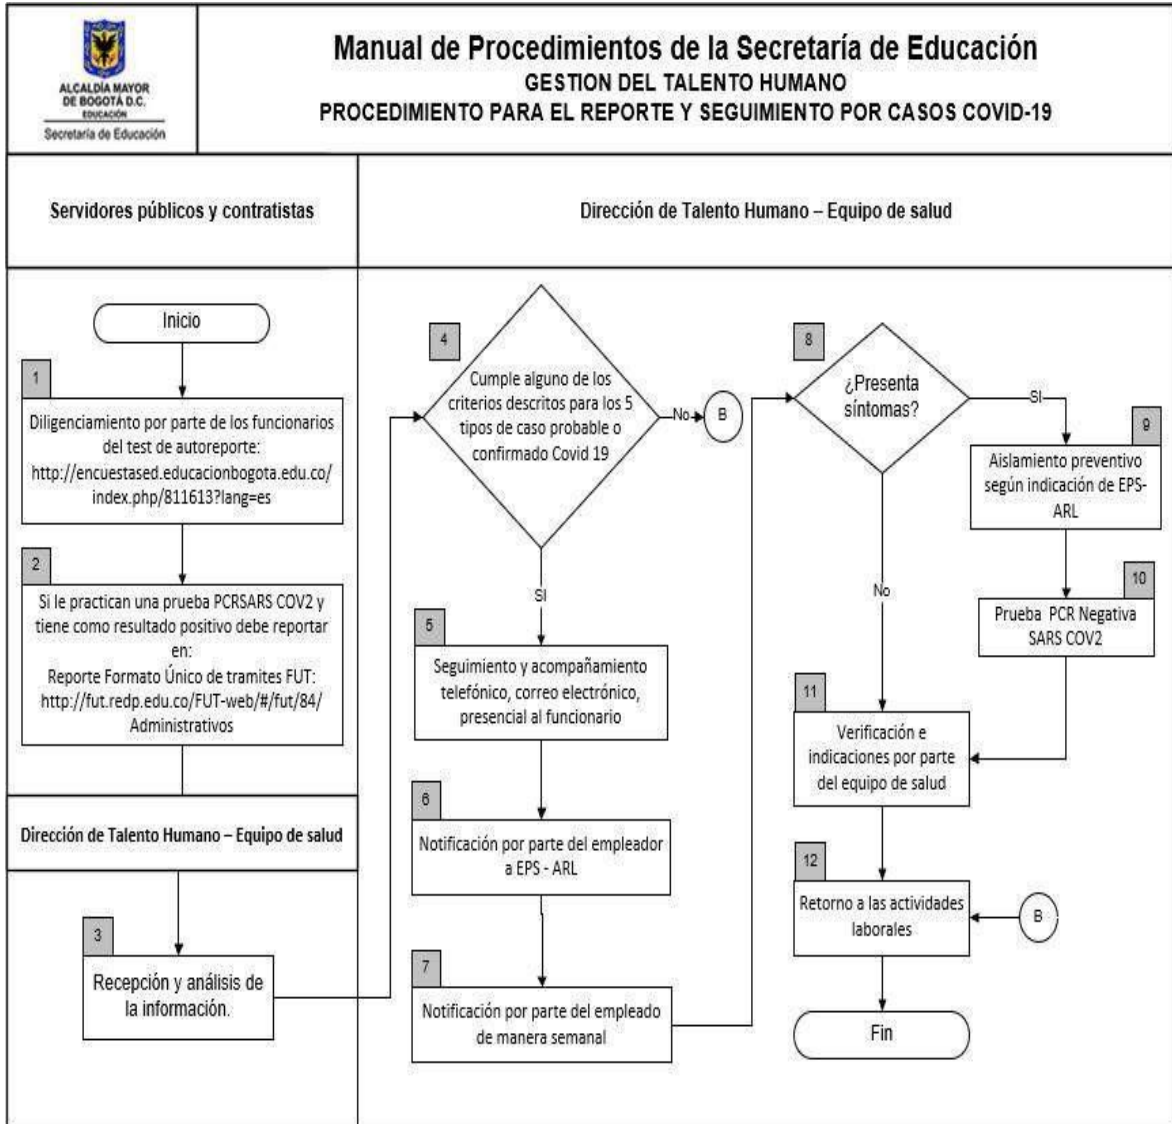 ALCALDÍA MAYOR
DE BOGOTÁ D.C.
EDUCACIÓN
Secretaría de Educación
Manual de Procedimientos de la Secretaría de Educación
GESTION DEL TALENTO HUMANO
PROCEDIMIENTO PARA EL REPORTE Y SEGUIMIENTO POR CASOS COVID-19
Servidores públicos y contratistas
Dirección de Talento Humano – Equipo de salud
Inicio
1
Diligenciamiento por parte de los funcionarios
del test de autoreporte:
http://encuestased.educacionbogota.edu.co/
index.php/811613?lang=es
2
Si le practican una prueba PCRSARS COV2 y
tiene como resultado positivo debe reportar
en:
Reporte Formato Único de tramites FUT:
http://fut.redp.edu.co/FUT-web/#/fut/84/
Administrativos
Dirección de Talento Humano – Equipo de salud
3
Recepción y análisis de
la información.
4
Cumple alguno de los
criterios descritos para los 5
tipos de caso probable o
confirmado Covid 19
No
B
SI
5
Seguimiento y acompañamiento
telefónico, correo electrónico,
presencial al funcionario
6
Notificación por parte del empleador
a EPS - ARL
7
Notificación por parte del empleado
de manera semanal
8
¿Presenta
síntomas?
SI
9
Aislamiento preventivo
según indicación de EPS-
ARL
10
Prueba PCR Negativa
SARS COV2
No
11
Verificación e
indicaciones por parte
del equipo de salud
12
Retorno a las actividades
laborales
B
Fin